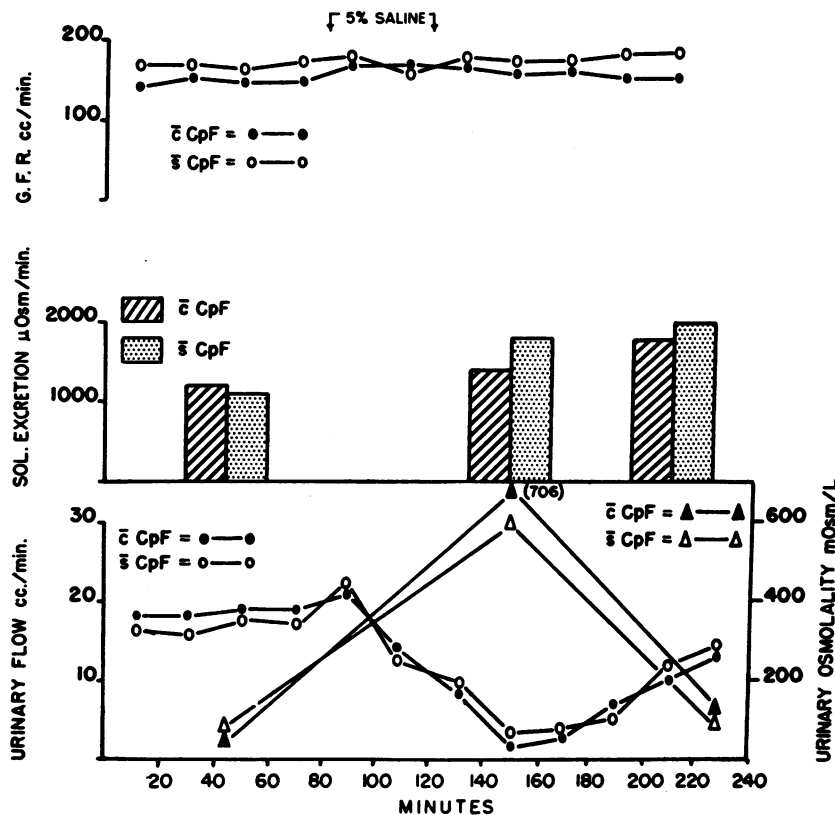 5% SALINE
200
100
G. F. R. cc/min.
c̄ CpF =
s̄ CpF =
2000
1000
SOL. EXCRETION µOsm/min.
c̄ CpF
s̄ CpF
30
20
10
URINARY FLOW cc./min.
c̄ CpF =
s̄ CpF =
(706)
c̄ CpF =
s̄ CpF =
600
400
200
URINARY OSMOLALITY mOsm/L
20 40 60 80 100 120 140 160 180 200 220 240
MINUTES